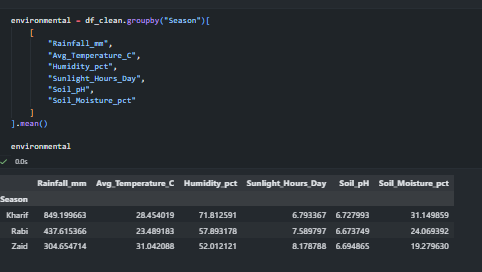 environmental = df_clean.groupby("Season")[
[
"Rainfall_mm",
"Avg_Temperature_C",
"Humidity_pct",
"Sunlight_Hours_Day",
"Soil_pH",
"Soil_Moisture_pct"
]
].mean()
environmental
0.0s
Rainfall_mm Avg_Temperature_C Humidity_pct Sunlight_Hours_Day Soil_pH Soil_Moisture_pct
Season
Kharif 849.199663 28.454019 71.812591 6.793367 6.727993 31.149859
Rabi 437.615366 23.489183 57.893178 7.589797 6.673749 24.069392
Zaid 304.654714 31.042088 52.012121 8.178788 6.694865 19.279630